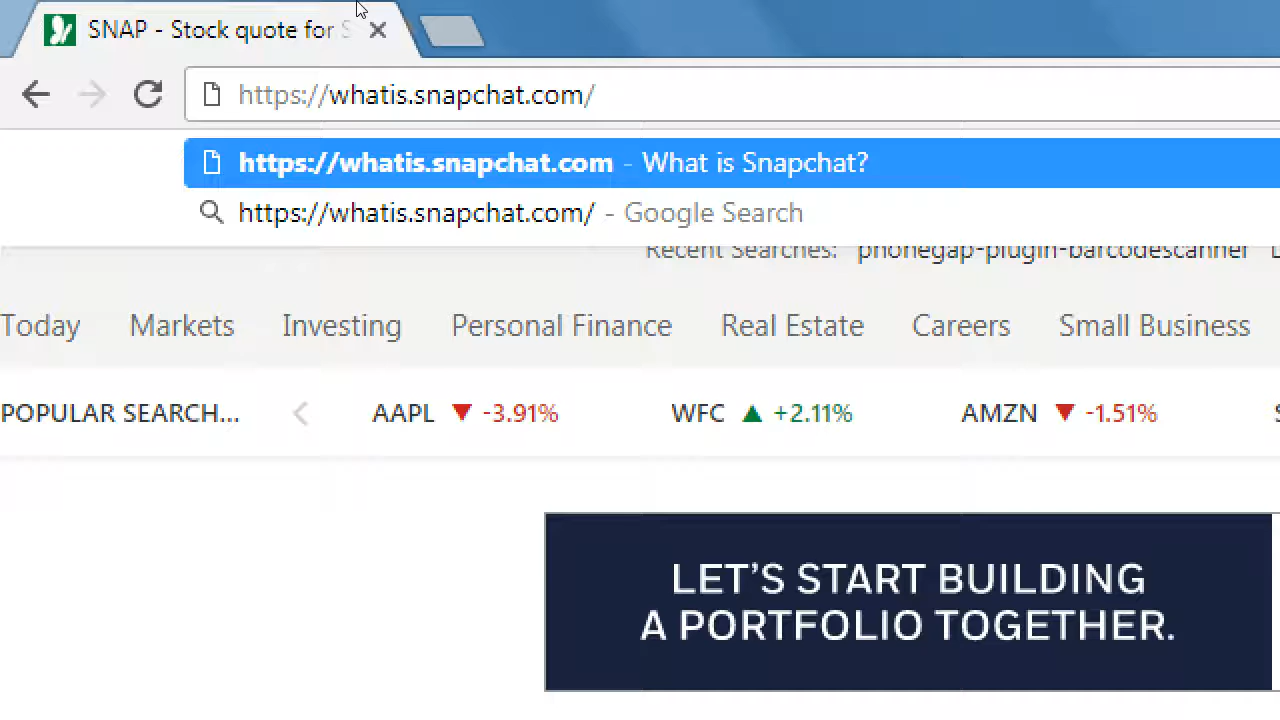 SNAP - Stock quote for S
https://whatis.snapchat.com/
https://whatis.snapchat.com - What is Snapchat?
https://whatis.snapchat.com/ - Google Search
Recent Searches: phonegap-plugin-barcodescanner
Today Markets Investing Personal Finance Real Estate Careers Small Business
POPULAR SEARCH... AAPL ▼ -3.91% WFC ▲ +2.11% AMZN ▼ -1.51%
LET'S START BUILDING
A PORTFOLIO TOGETHER.